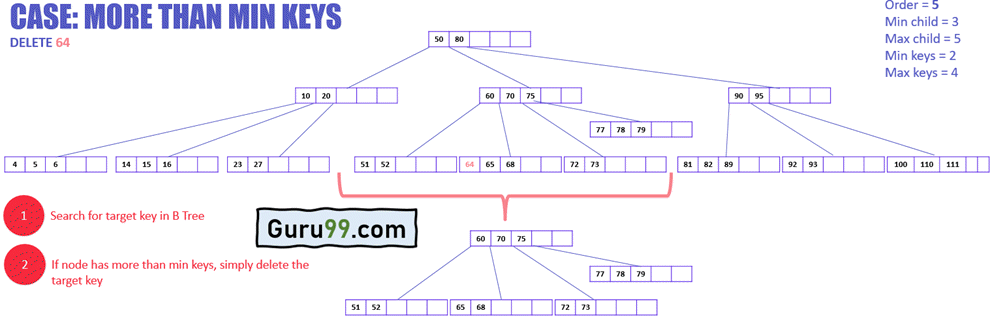 CASE: MORE THAN MIN KEYS
DELETE 64
Order = 5
Min child = 3
Max child = 5
Min keys = 2
Max keys = 4
50 80
10 20
60 70 75
90 95
77 78 79
4 5 6
14 15 16
23 27
51 52
64 65 68
72 73
81 82 89
92 93
100 110 111
1 Search for target key in B Tree
Guru99.com
2 If node has more than min keys, simply delete the
target key
60 70 75
77 78 79
51 52
65 68
72 73